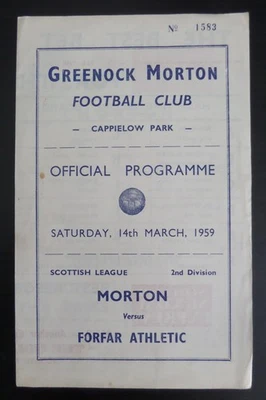 No 1583
GREENOCK MORTON
FOOTBALL CLUB
— CAPPIELOW PARK —
OFFICIAL PROGRAMME
SATURDAY, 14th MARCH, 1959
SCOTTISH LEAGUE 2nd Division
MORTON
Versus
FORFAR ATHLETIC